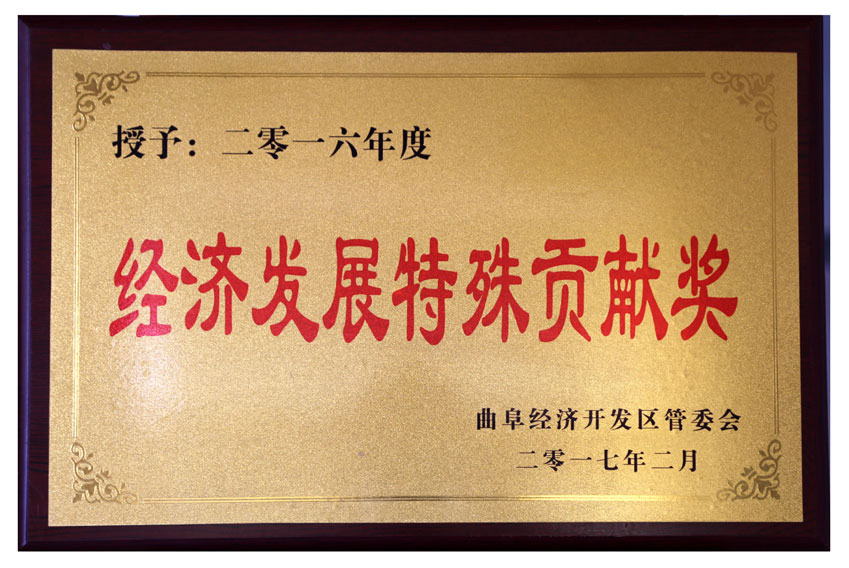 授予：二零一六年度
经济发展特殊贡献奖
曲阜经济开发区管委会
二零一七年二月